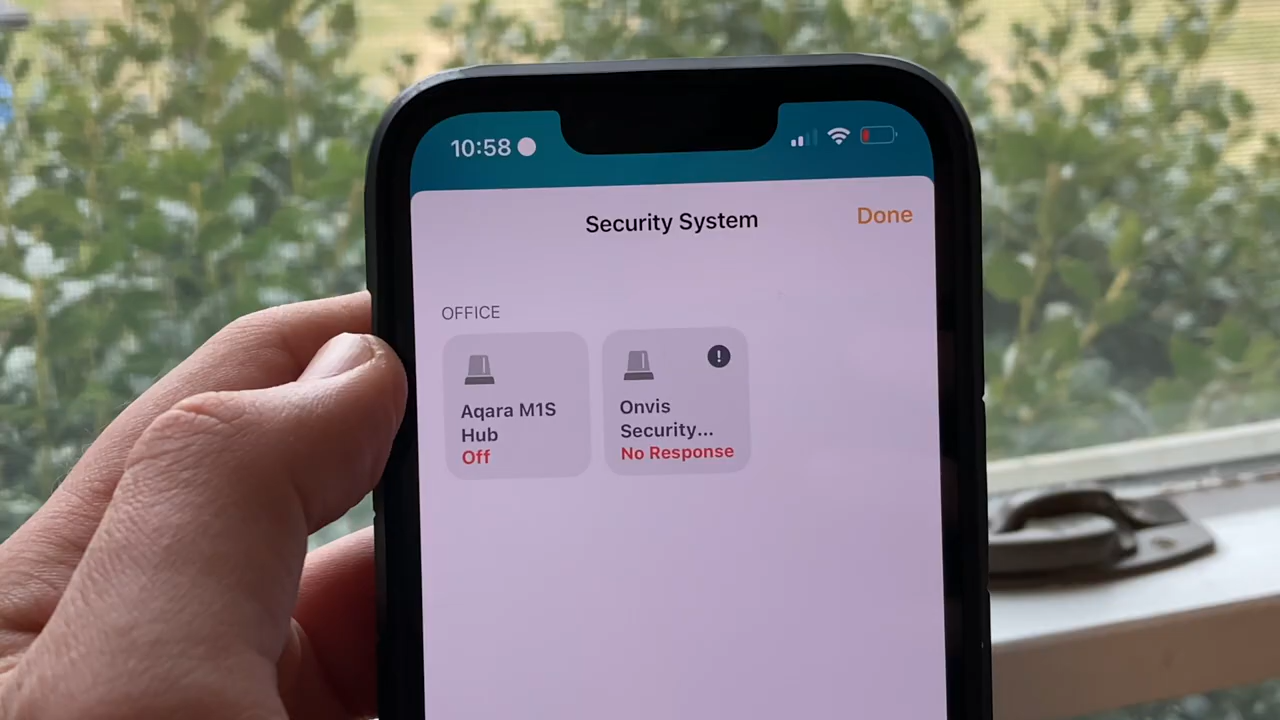 10:58
Security System
Done
OFFICE
Aqara M1S
Hub
Off
Onvis
Security...
No Response